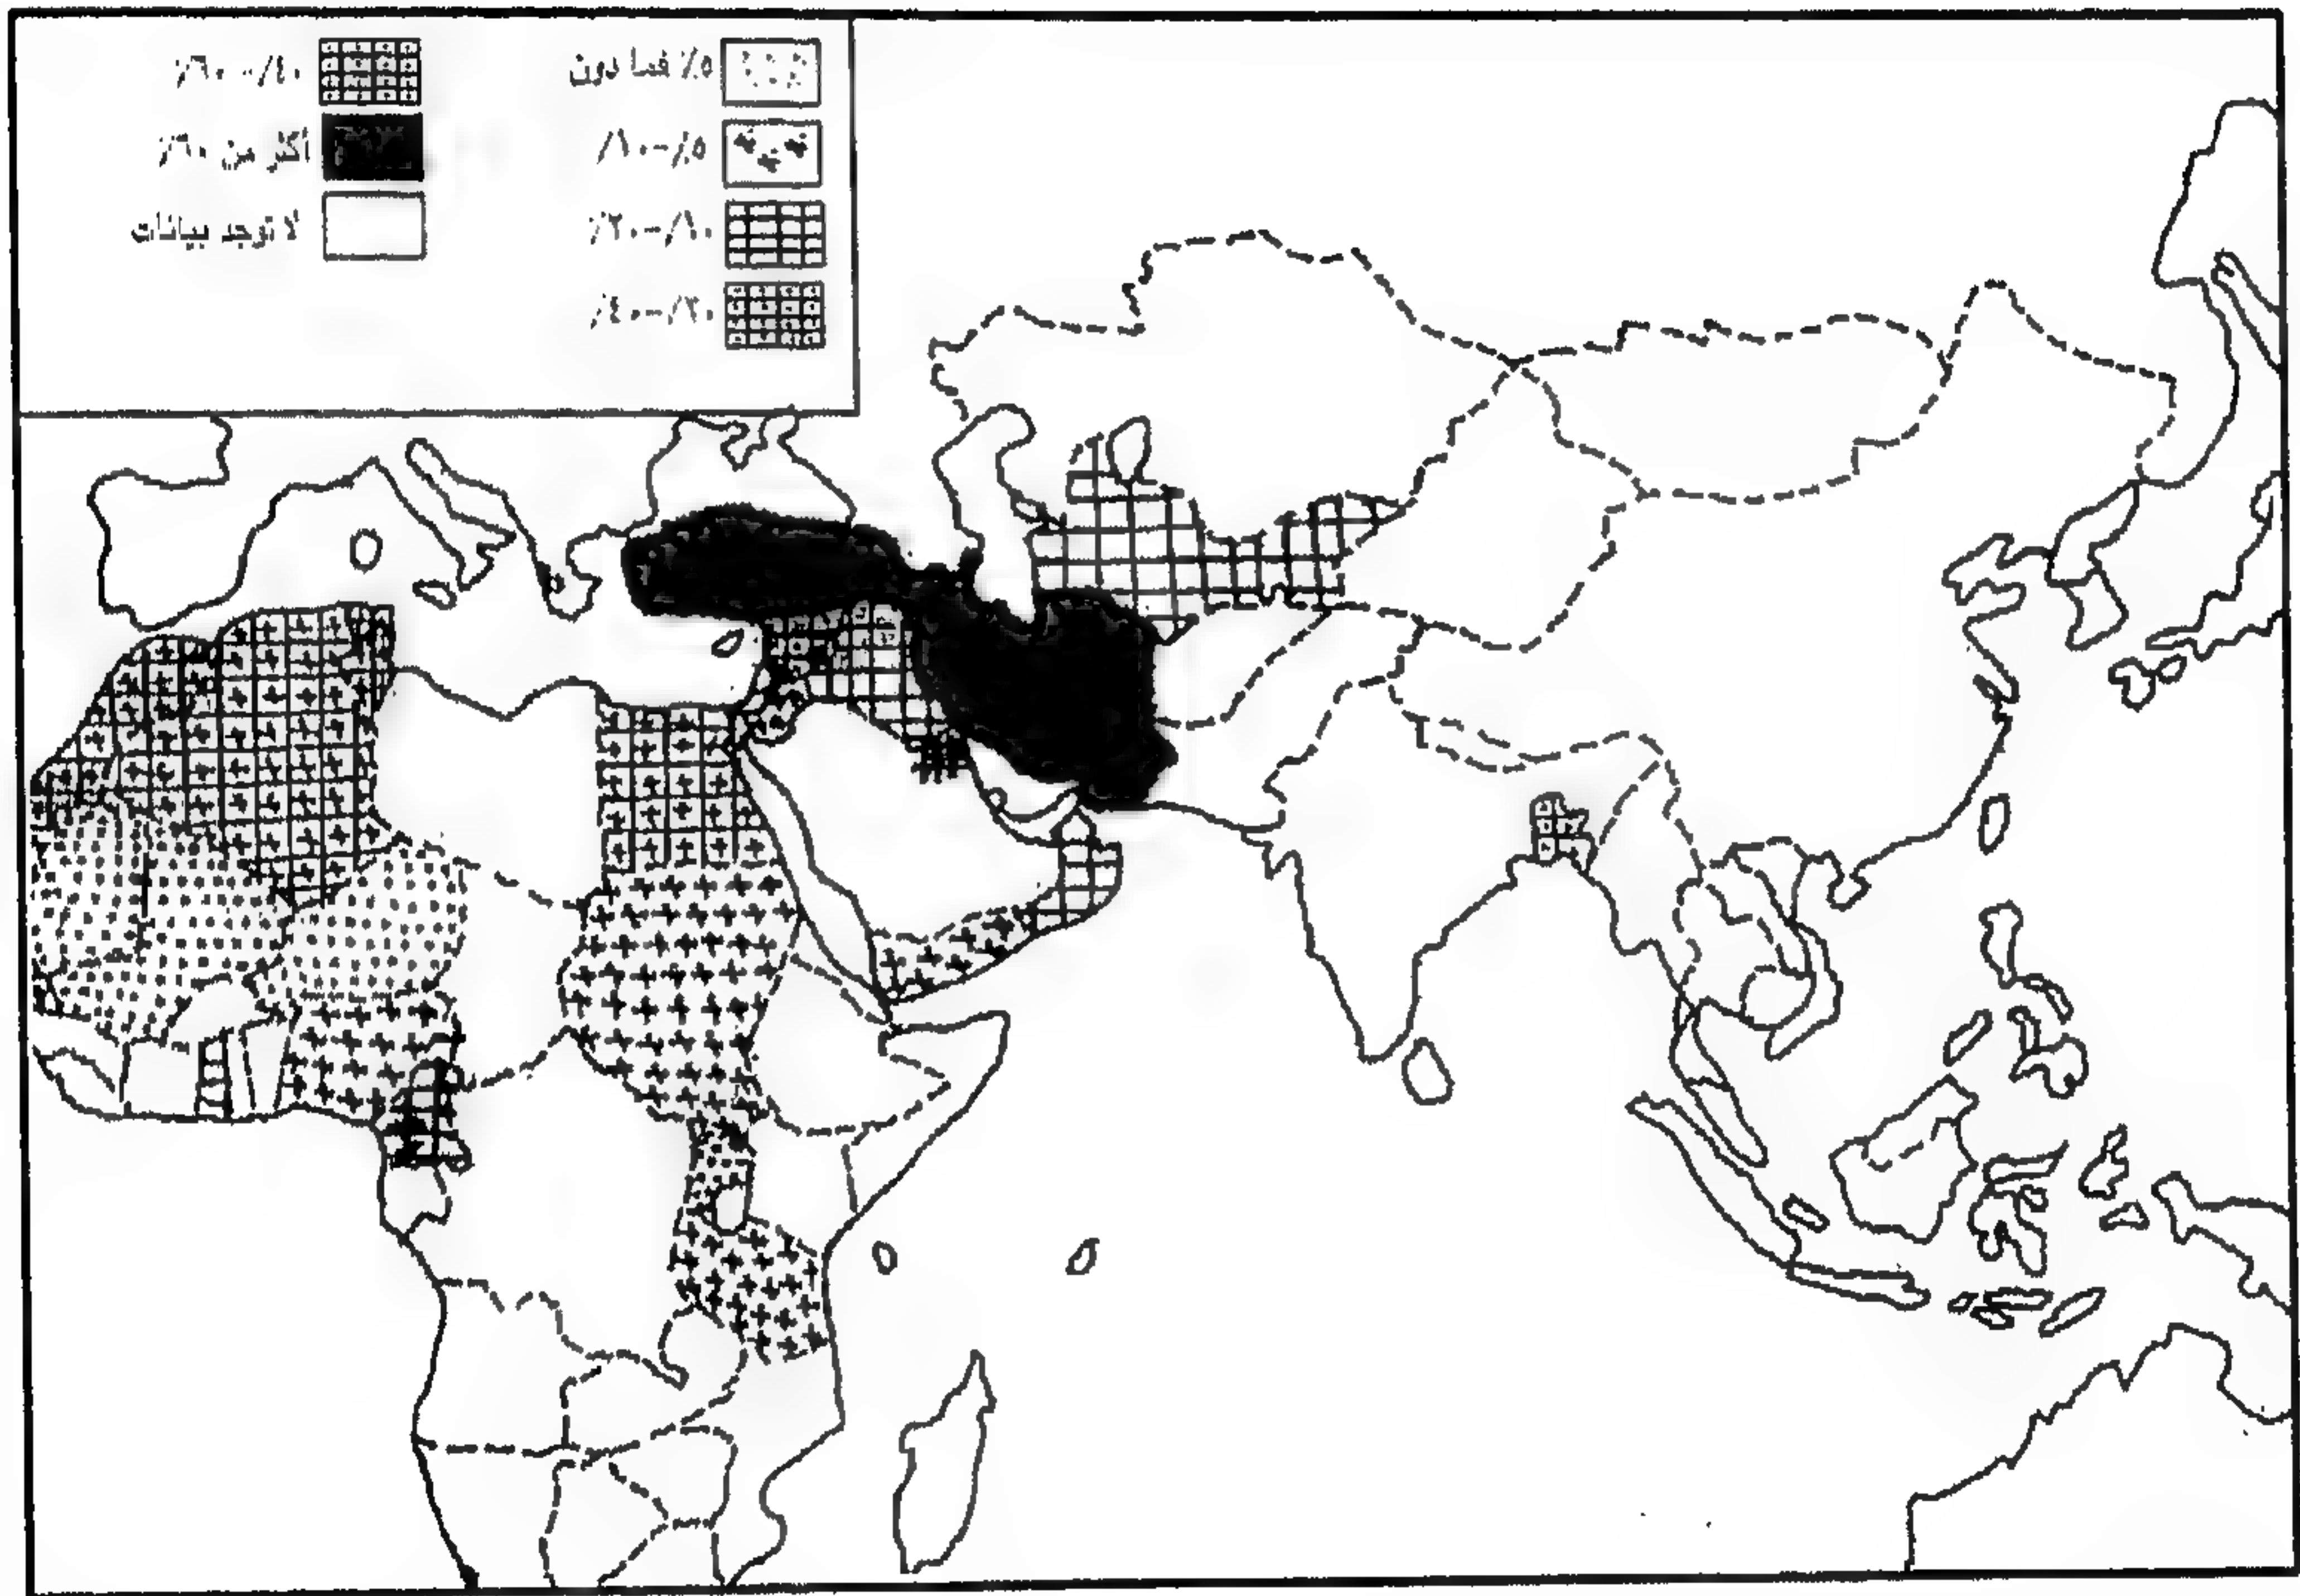 ٥٪ فما دون
٥٪-١٠٪
١٠٪-٢٠٪
٢٠٪-٤٠٪
٤٠٪-٦٠٪
أكثر من ٦٠٪
لا توجد بيانات